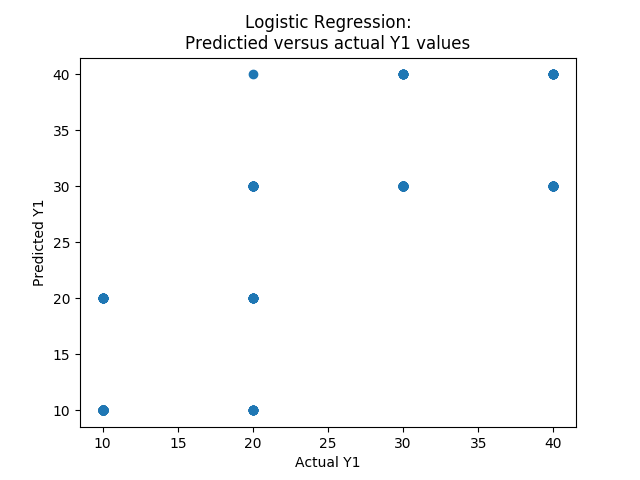 Logistic Regression:
Predictied versus actual Y1 values
40
35
30
25
20
15
10
Predicted Y1
10 15 20 25 30 35 40
Actual Y1